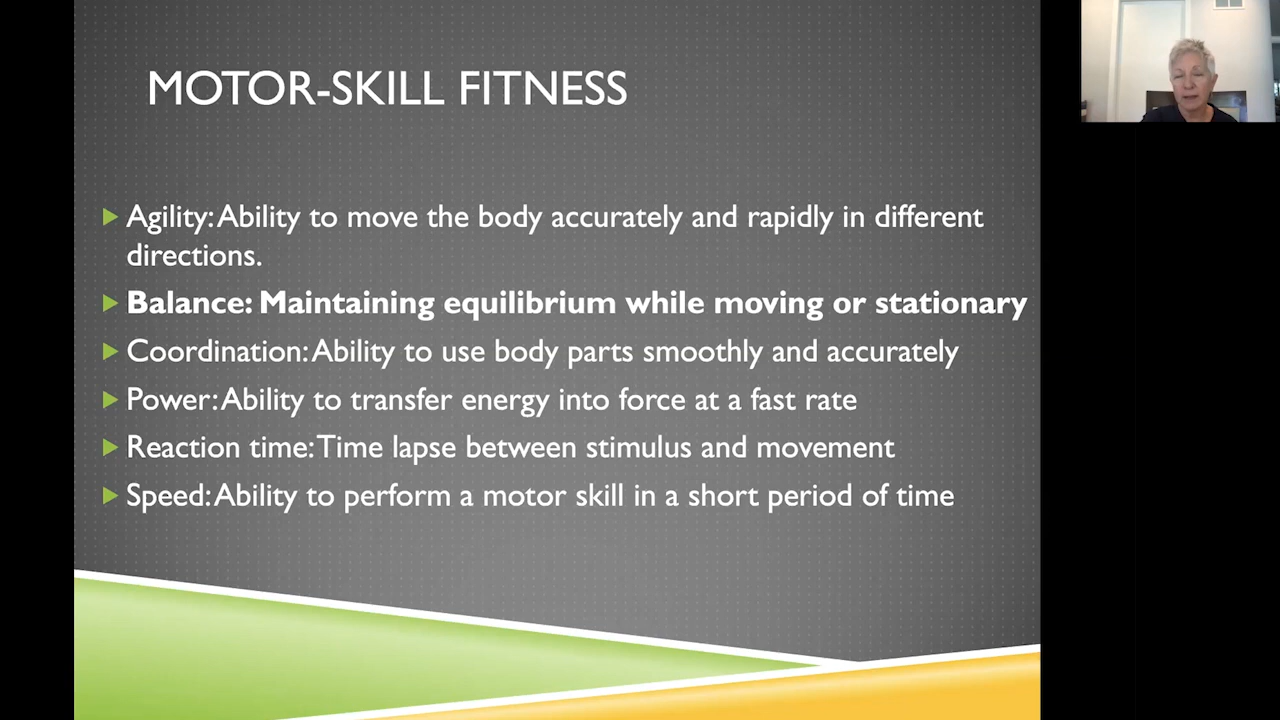 MOTOR-SKILL FITNESS
Agility: Ability to move the body accurately and rapidly in different
directions.
Balance: Maintaining equilibrium while moving or stationary
Coordination: Ability to use body parts smoothly and accurately
Power: Ability to transfer energy into force at a fast rate
Reaction time: Time lapse between stimulus and movement
Speed: Ability to perform a motor skill in a short period of time